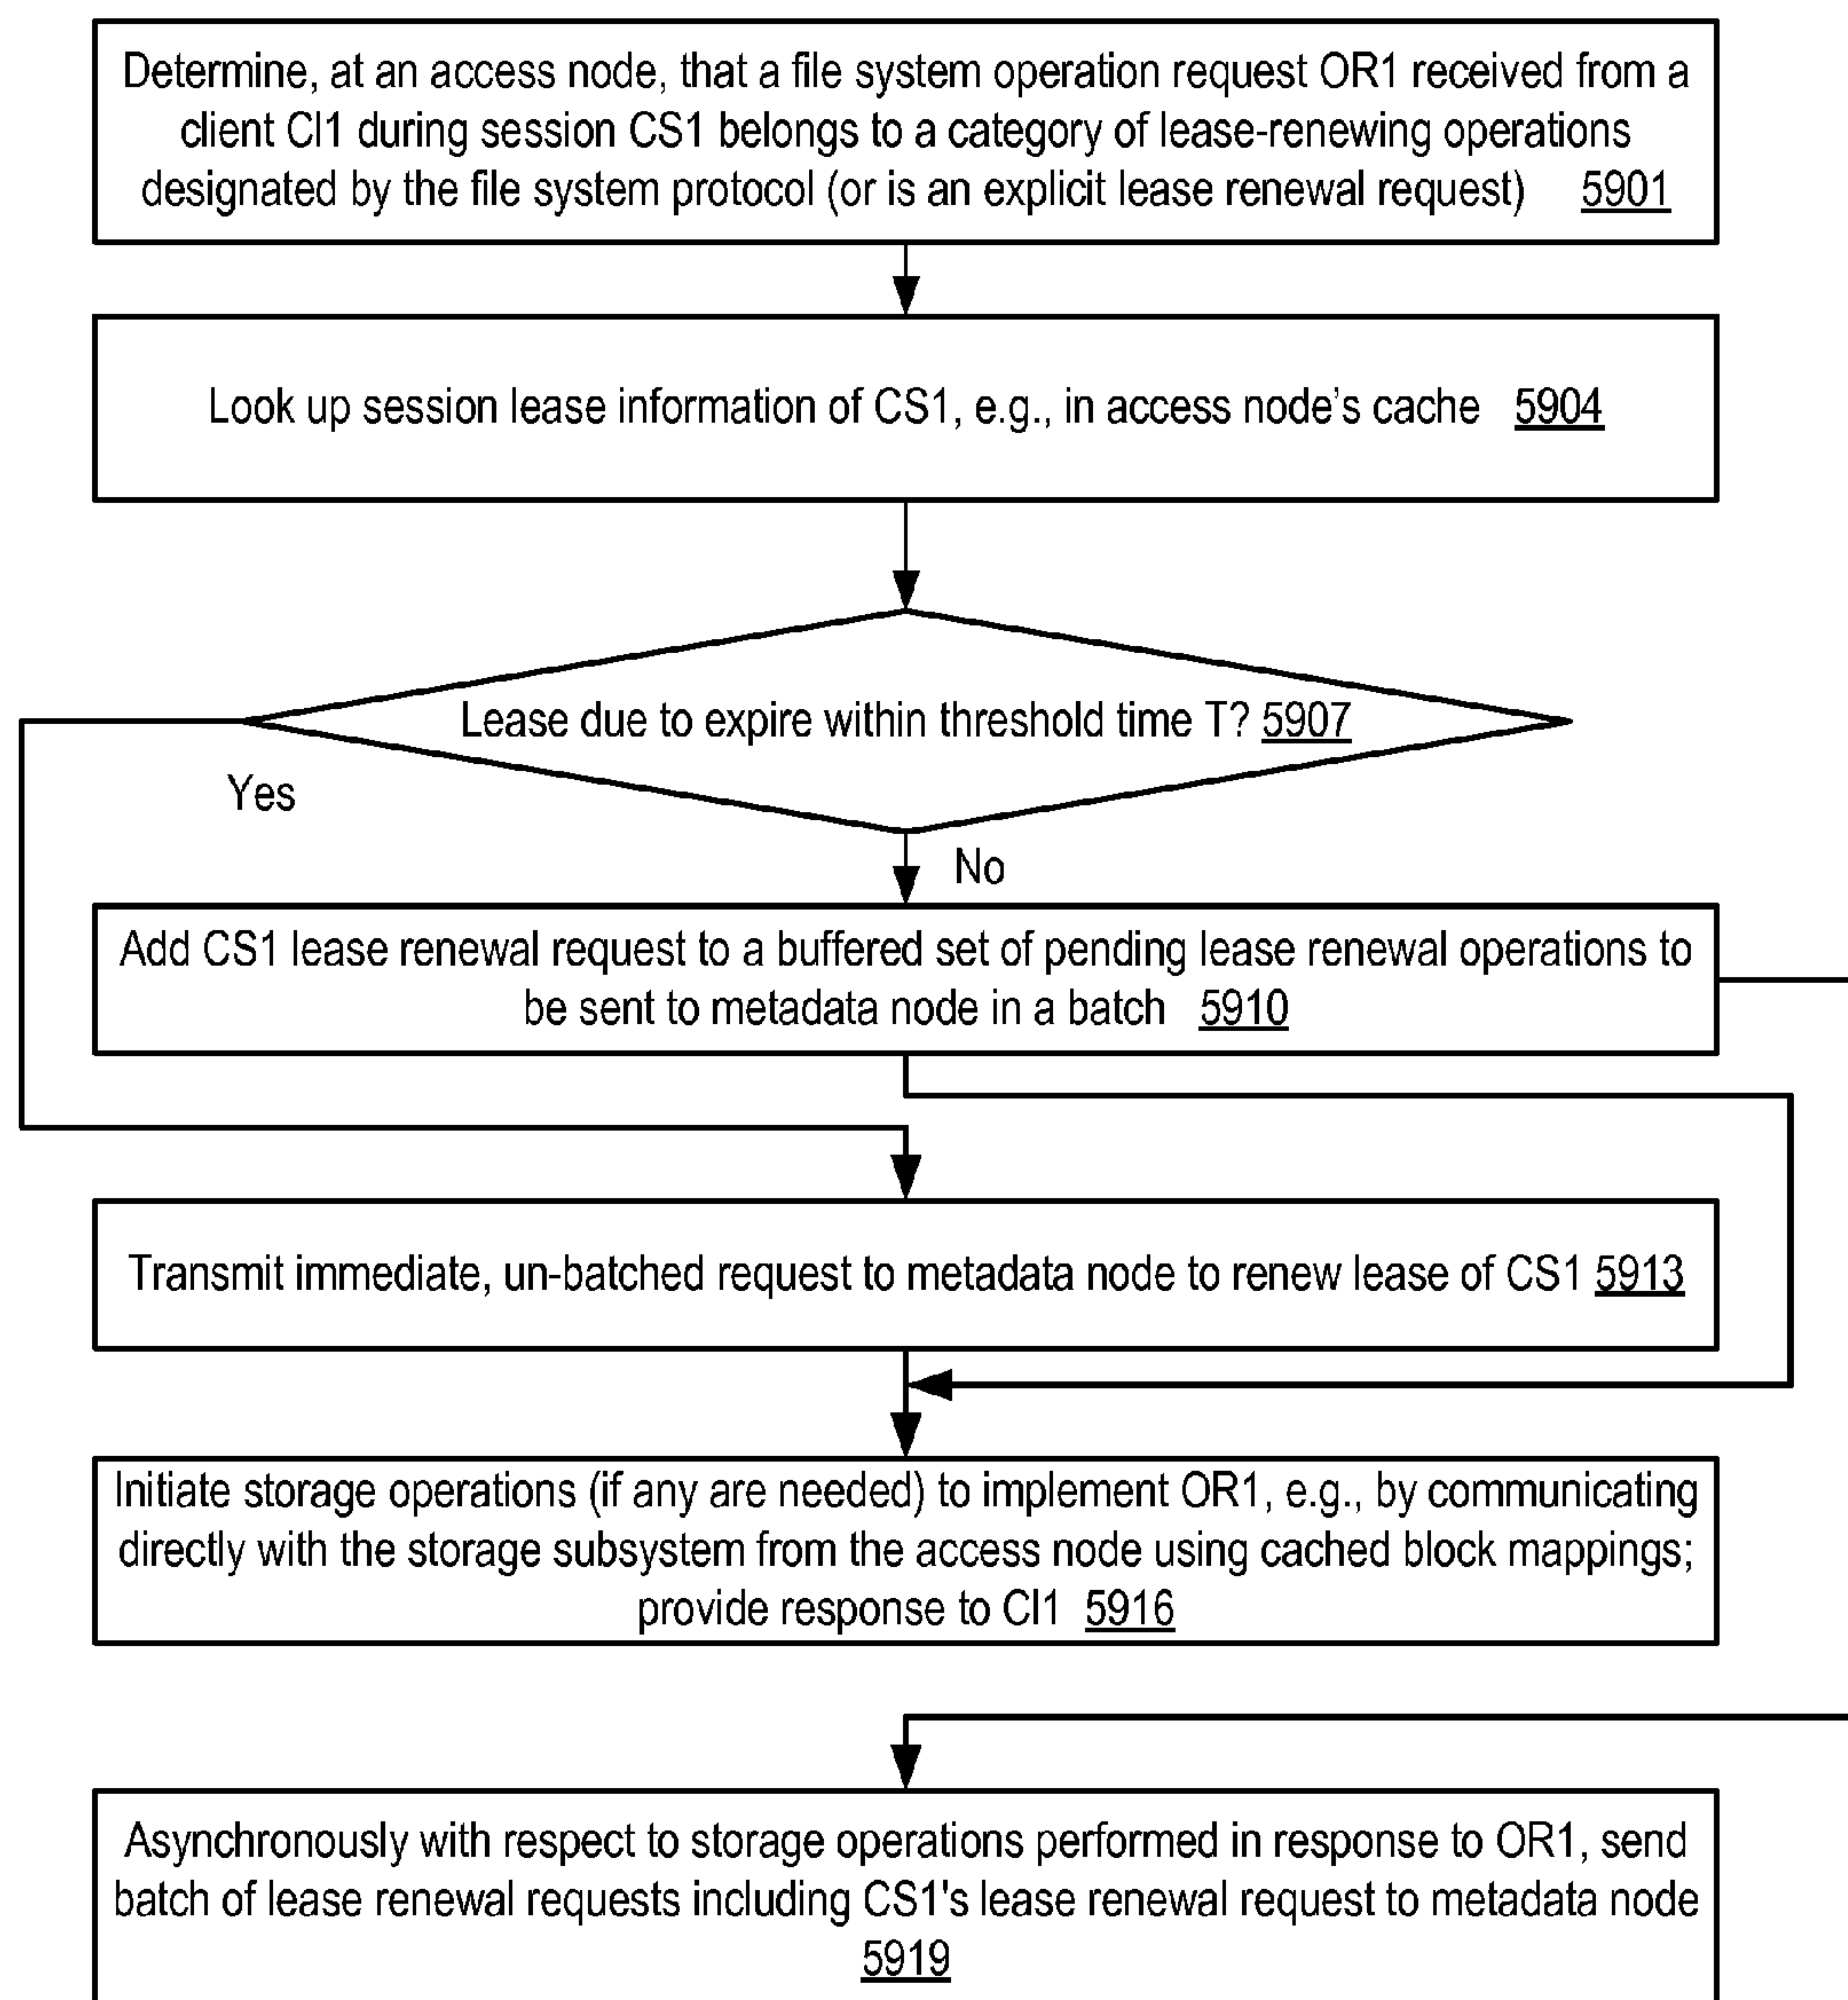 Determine, at an access node, that a file system operation request OR1 received from a
client Cl1 during session CS1 belongs to a category of lease-renewing operations
designated by the file system protocol (or is an explicit lease renewal request) 5901
Look up session lease information of CS1, e.g., in access node's cache 5904
Lease due to expire within threshold time T? 5907
Yes
No
Add CS1 lease renewal request to a buffered set of pending lease renewal operations to
be sent to metadata node in a batch 5910
Transmit immediate, un-batched request to metadata node to renew lease of CS1 5913
Initiate storage operations (if any are needed) to implement OR1, e.g., by communicating
directly with the storage subsystem from the access node using cached block mappings;
provide response to Cl1 5916
Asynchronously with respect to storage operations performed in response to OR1, send
batch of lease renewal requests including CS1's lease renewal request to metadata node
5919